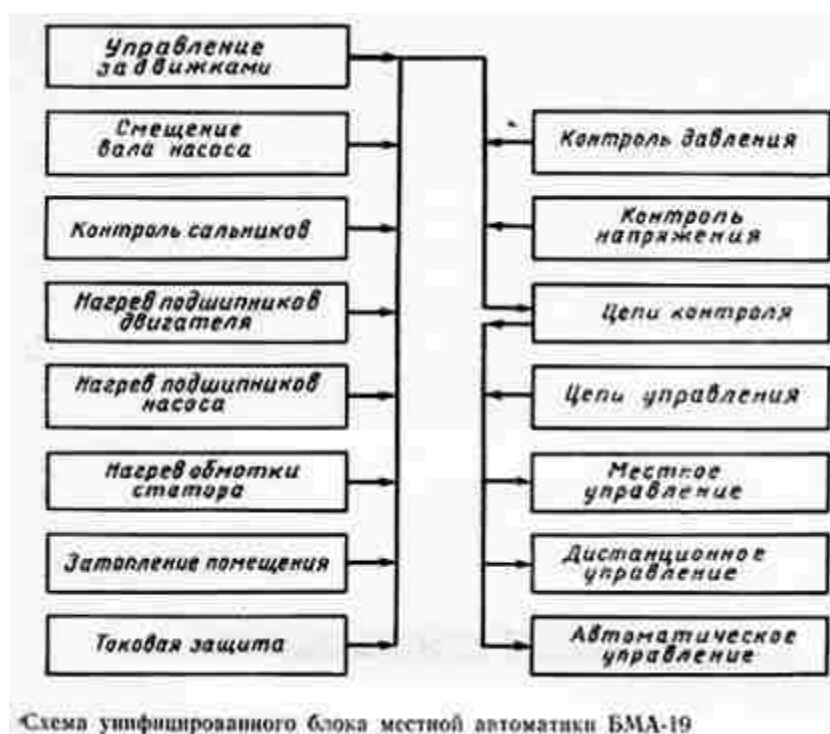 Управление
задвижками
Смещение
вала насоса
Контроль сальников
Нагрев подшипников
двигателя
Нагрев подшипников
насоса
Нагрев обмотки
статора
Затопление помещения
Токовая защита
Контроль давления
Контроль
напряжения
Цепи контроля
Цепи управления
Местное
управление
Дистанционное
управление
Автоматическое
управление
Схема унифицированного блока местной автоматики БМА-19